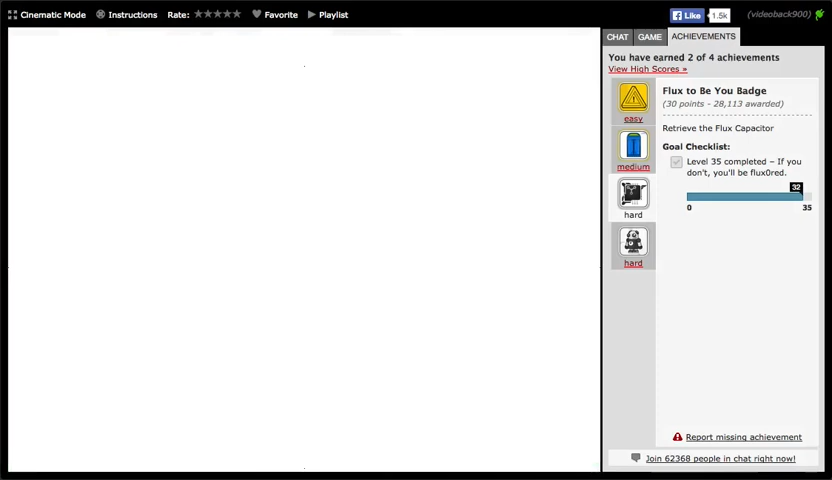 Cinematic Mode Instructions Rate: Favorite Playlist Like 1.5k (videoback900)
CHAT GAME ACHIEVEMENTS
You have earned 2 of 4 achievements
View High Scores »
easy
medium
hard
hard
Flux to Be You Badge
(30 points - 28,113 awarded)
Retrieve the Flux Capacitor
Goal Checklist:
Level 35 completed – If you
don't, you'll be flux0red.
32
0 35
Report missing achievement
Join 62368 people in chat right now!